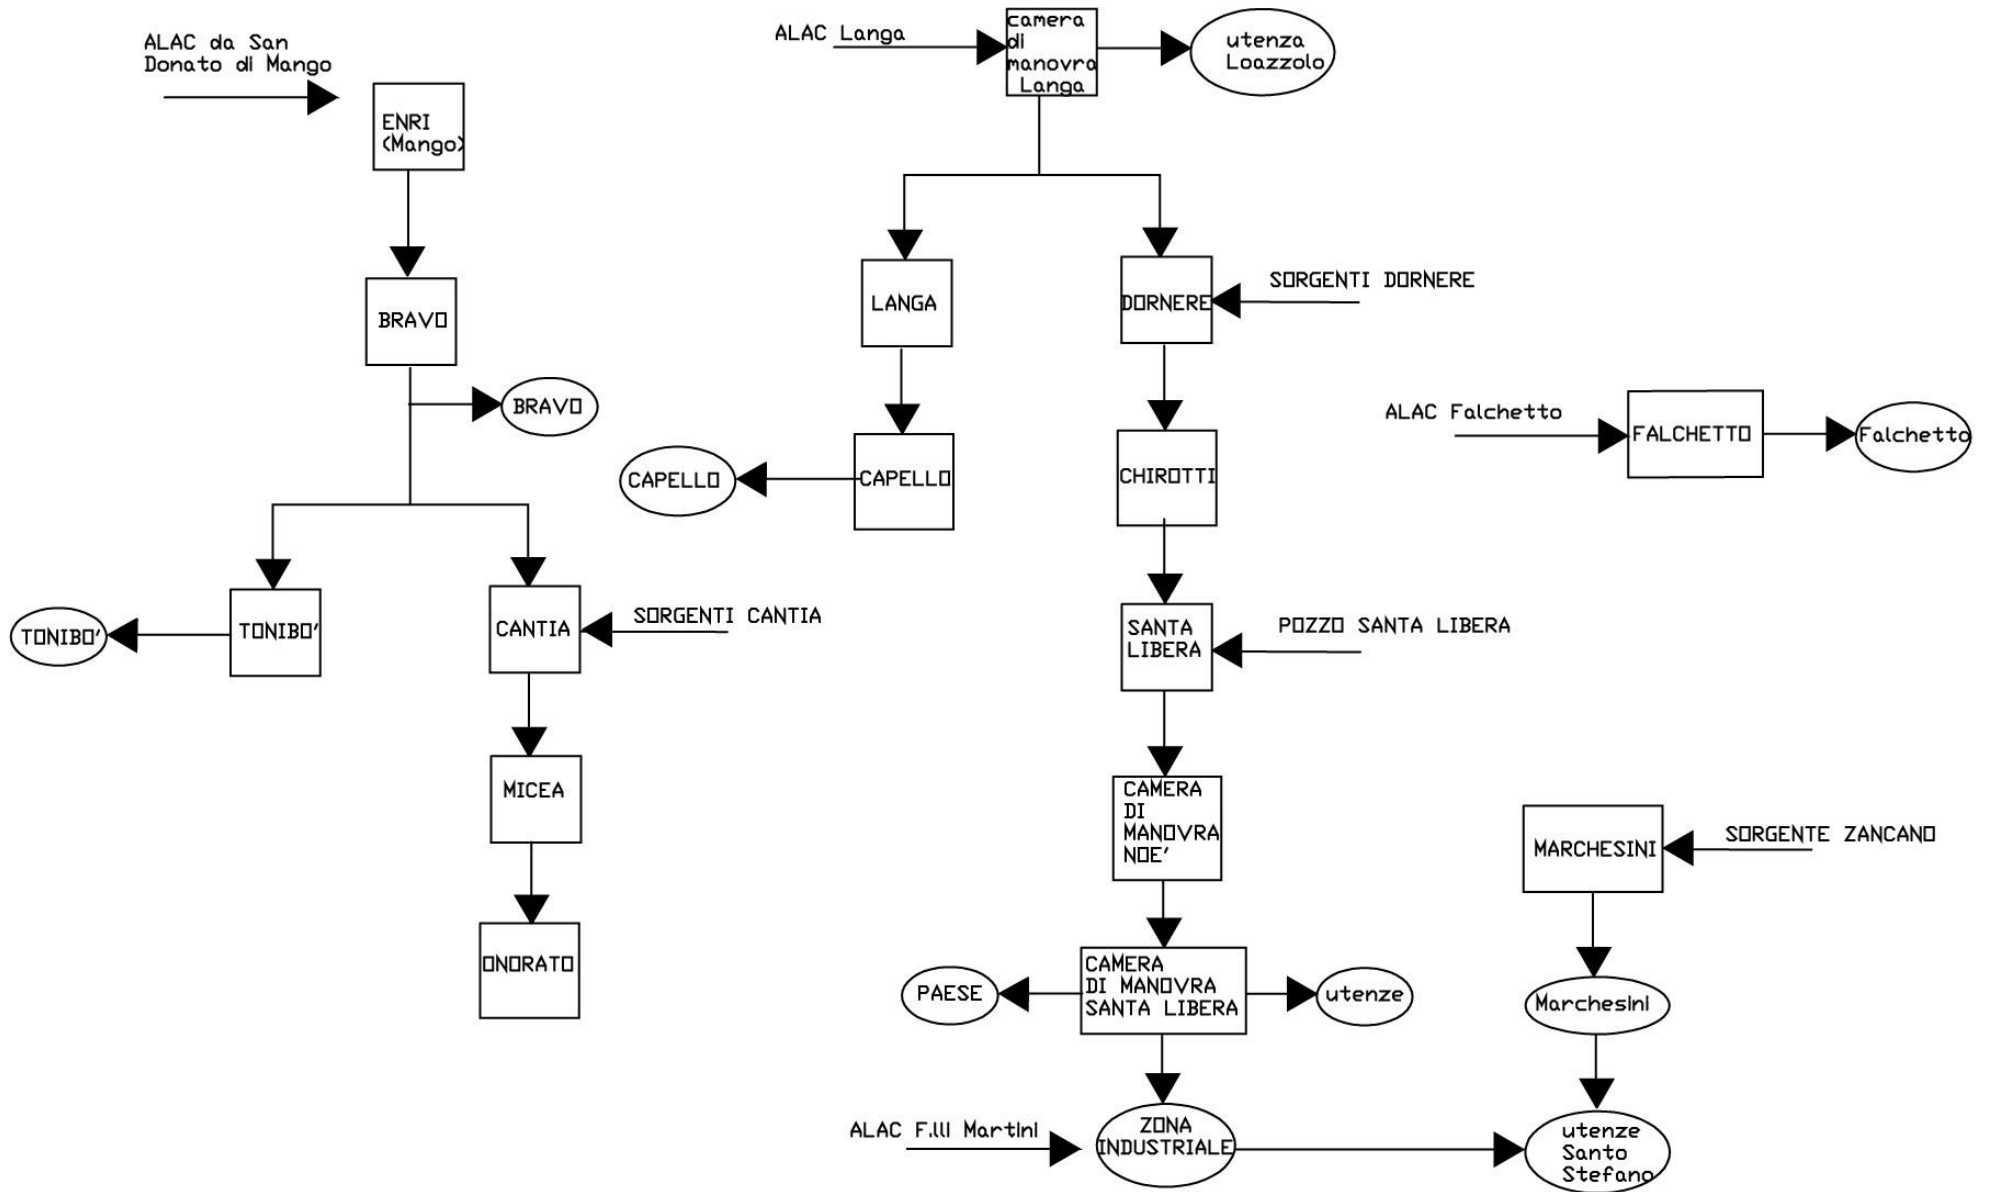 ALAC da San
Donato di Mango
ENRI
(Mango)
BRAVO
BRAVO
TONIBO'
TONIBO'
CANTIA
SORGENTI CANTIA
MICEA
ONORATO
ALAC Langa
camera
di
manovra
Langa
utenza
Loazzolo
LANGA
CAPELLO
CAPELLO
DORNERE
SORGENTI DORNERE
CHIROTTI
SANTA
LIBERA
POZZO SANTA LIBERA
CAMERA
DI
MANOVRA
NOE'
CAMERA
DI MANOVRA
SANTA LIBERA
PAESE
utenze
ALAC F.lli Martini
ZONA
INDUSTRIALE
ALAC Falchetto
FALCHETTO
Falchetto
MARCHESINI
SORGENTE ZANCANO
Marchesini
utenze
Santo
Stefano